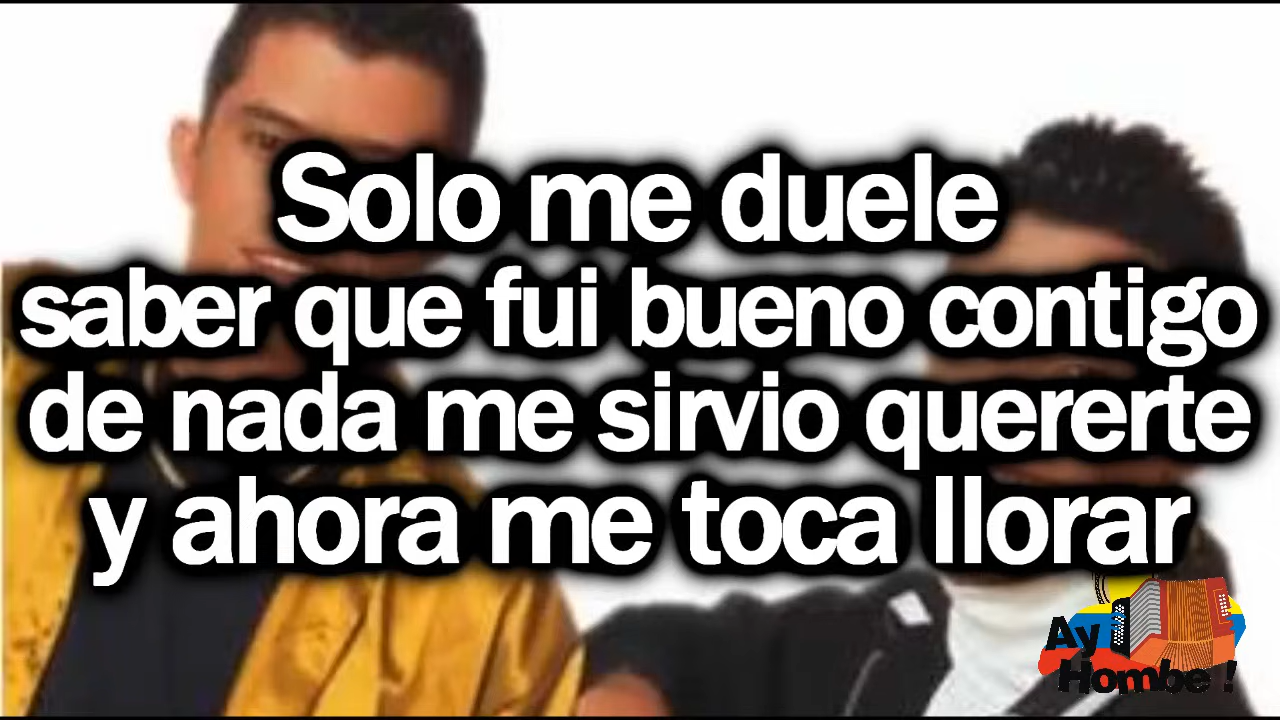 Solo me duele
saber que fui bueno contigo
de nada me sirvio quererte
y ahora me toca llorar
Ay
Hombe !